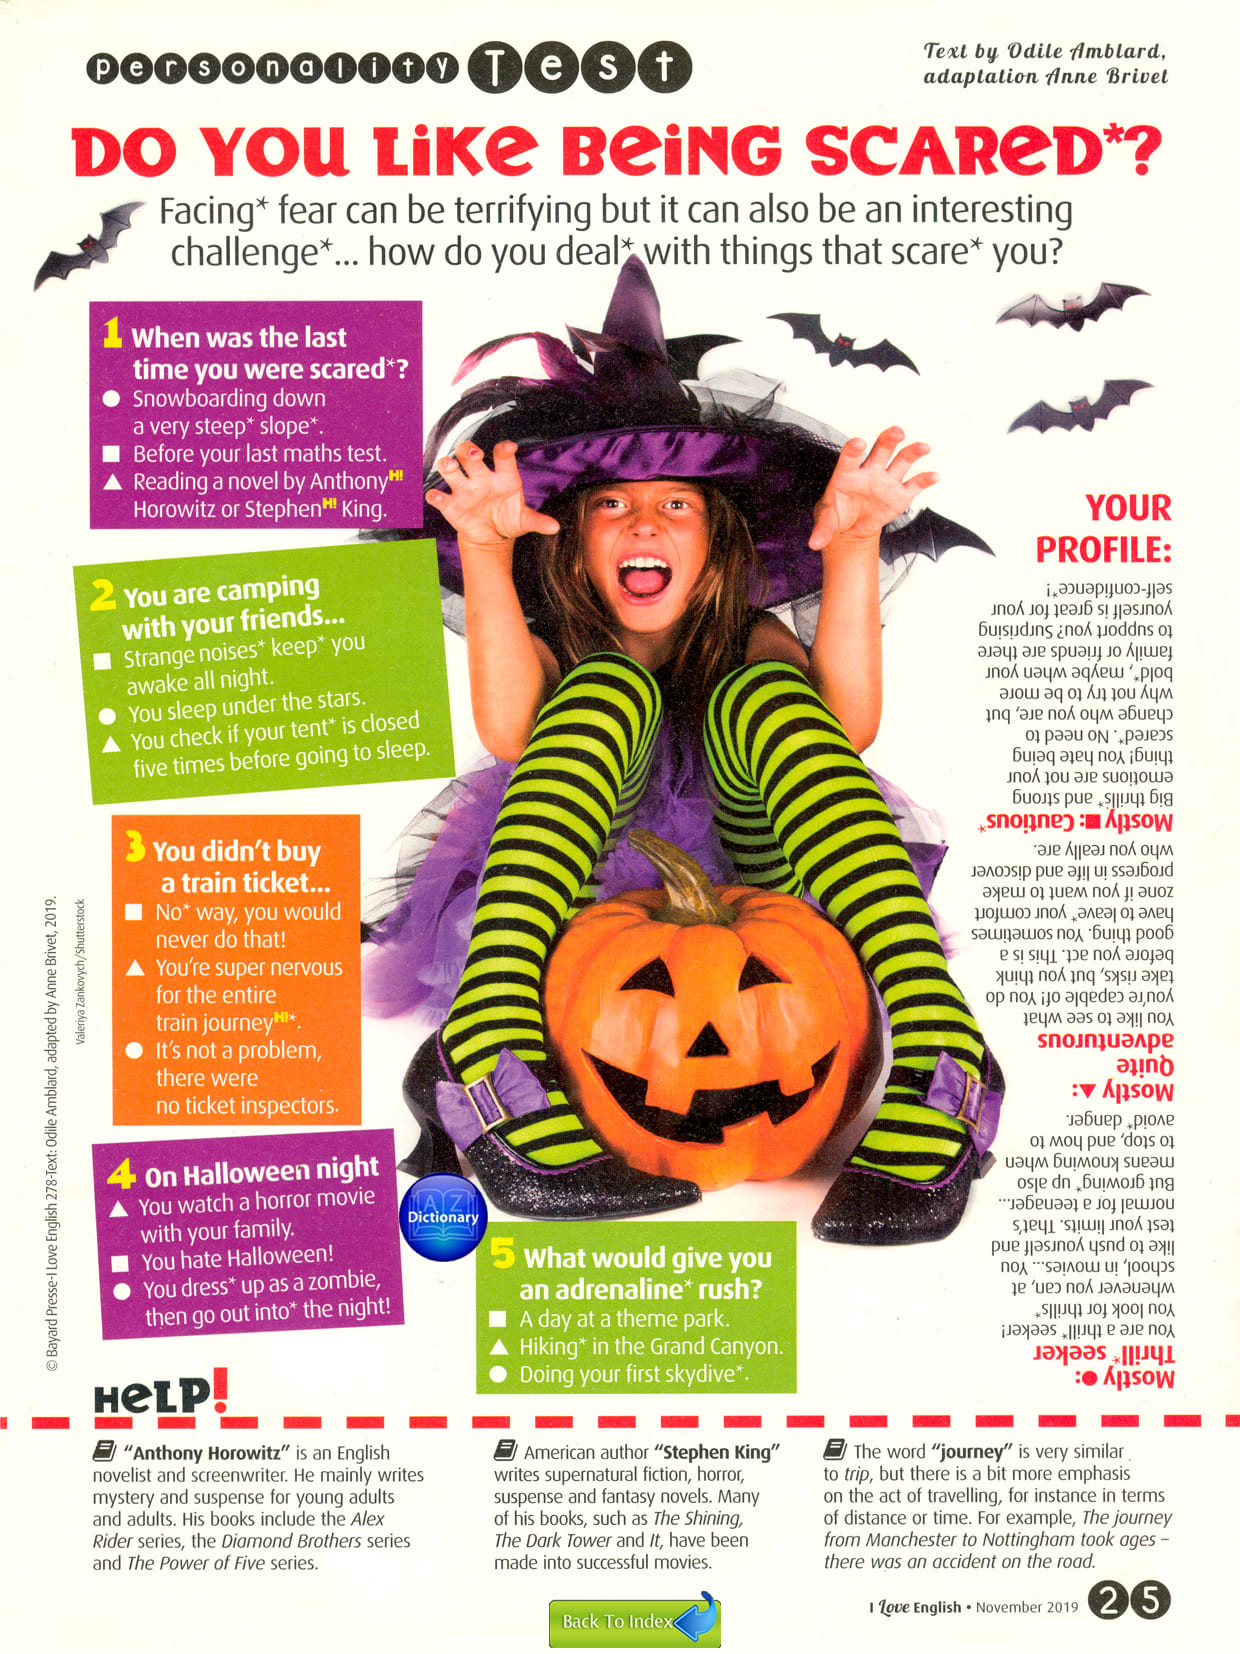 personality Test
Text by Odile Amblard,
adaptation Anne Brivet
DO YOU LiKe BeiNG SCAReD*?
Facing* fear can be terrifying but it can also be an interesting
challenge*... how do you deal* with things that scare* you?
1 When was the last
time you were scared*?
● Snowboarding down
a very steep* slope*.
■ Before your last maths test.
▲ Reading a novel by AnthonyH!
Horowitz or StephenH! King.
2 You are camping
with your friends...
■ Strange noises* keep* you
awake all night.
● You sleep under the stars.
▲ You check if your tent* is closed
five times before going to sleep.
3 You didn't buy
a train ticket...
■ No* way, you would
never do that!
▲ You're super nervous
for the entire
train journeyH!*.
● It's not a problem,
there were
no ticket inspectors.
4 On Halloween night
▲ You watch a horror movie
with your family.
■ You hate Halloween!
● You dress* up as a zombie,
then go out into* the night!
A Z
Dictionary
5 What would give you
an adrenaline* rush?
■ A day at a theme park.
▲ Hiking* in the Grand Canyon.
● Doing your first skydive*.
YOUR
PROFILE:
Mostly ●:
Thrill* seeker
You are a thrill* seeker!
You look for thrills*
whenever you can, at
school, in movies... You
like to push yourself and
test your limits. That's
normal for a teenager...
But growing* up also
means knowing when
to stop, and how to
avoid* danger.
Mostly ▲:
Quite
adventurous
You like to see what
you're capable of! You do
take risks, but you think
before you act. This is a
good thing. You sometimes
have to leave* your comfort
zone if you want to make
progress in life and discover
who you really are.
Mostly ■: Cautious*
Big thrills* and strong
emotions are not your
thing! You hate being
scared*. No need to
change who you are, but
why not try to be more
bold*, maybe when your
family or friends are there
to support you? Surprising
yourself is great for your
self-confidence*!
© Bayard Presse-I Love English 278-Text: Odile Amblard, adapted by Anne Brivet, 2019.
Valeriya Zankovych/Shutterstock
HeLP!
"Anthony Horowitz" is an English
novelist and screenwriter. He mainly writes
mystery and suspense for young adults
and adults. His books include the Alex
Rider series, the Diamond Brothers series
and The Power of Five series.
American author "Stephen King"
writes supernatural fiction, horror,
suspense and fantasy novels. Many
of his books, such as The Shining,
The Dark Tower and It, have been
made into successful movies.
The word "journey" is very similar
to trip, but there is a bit more emphasis
on the act of travelling, for instance in terms
of distance or time. For example, The journey
from Manchester to Nottingham took ages –
there was an accident on the road.
I Love English • November 2019 25
Back To Index